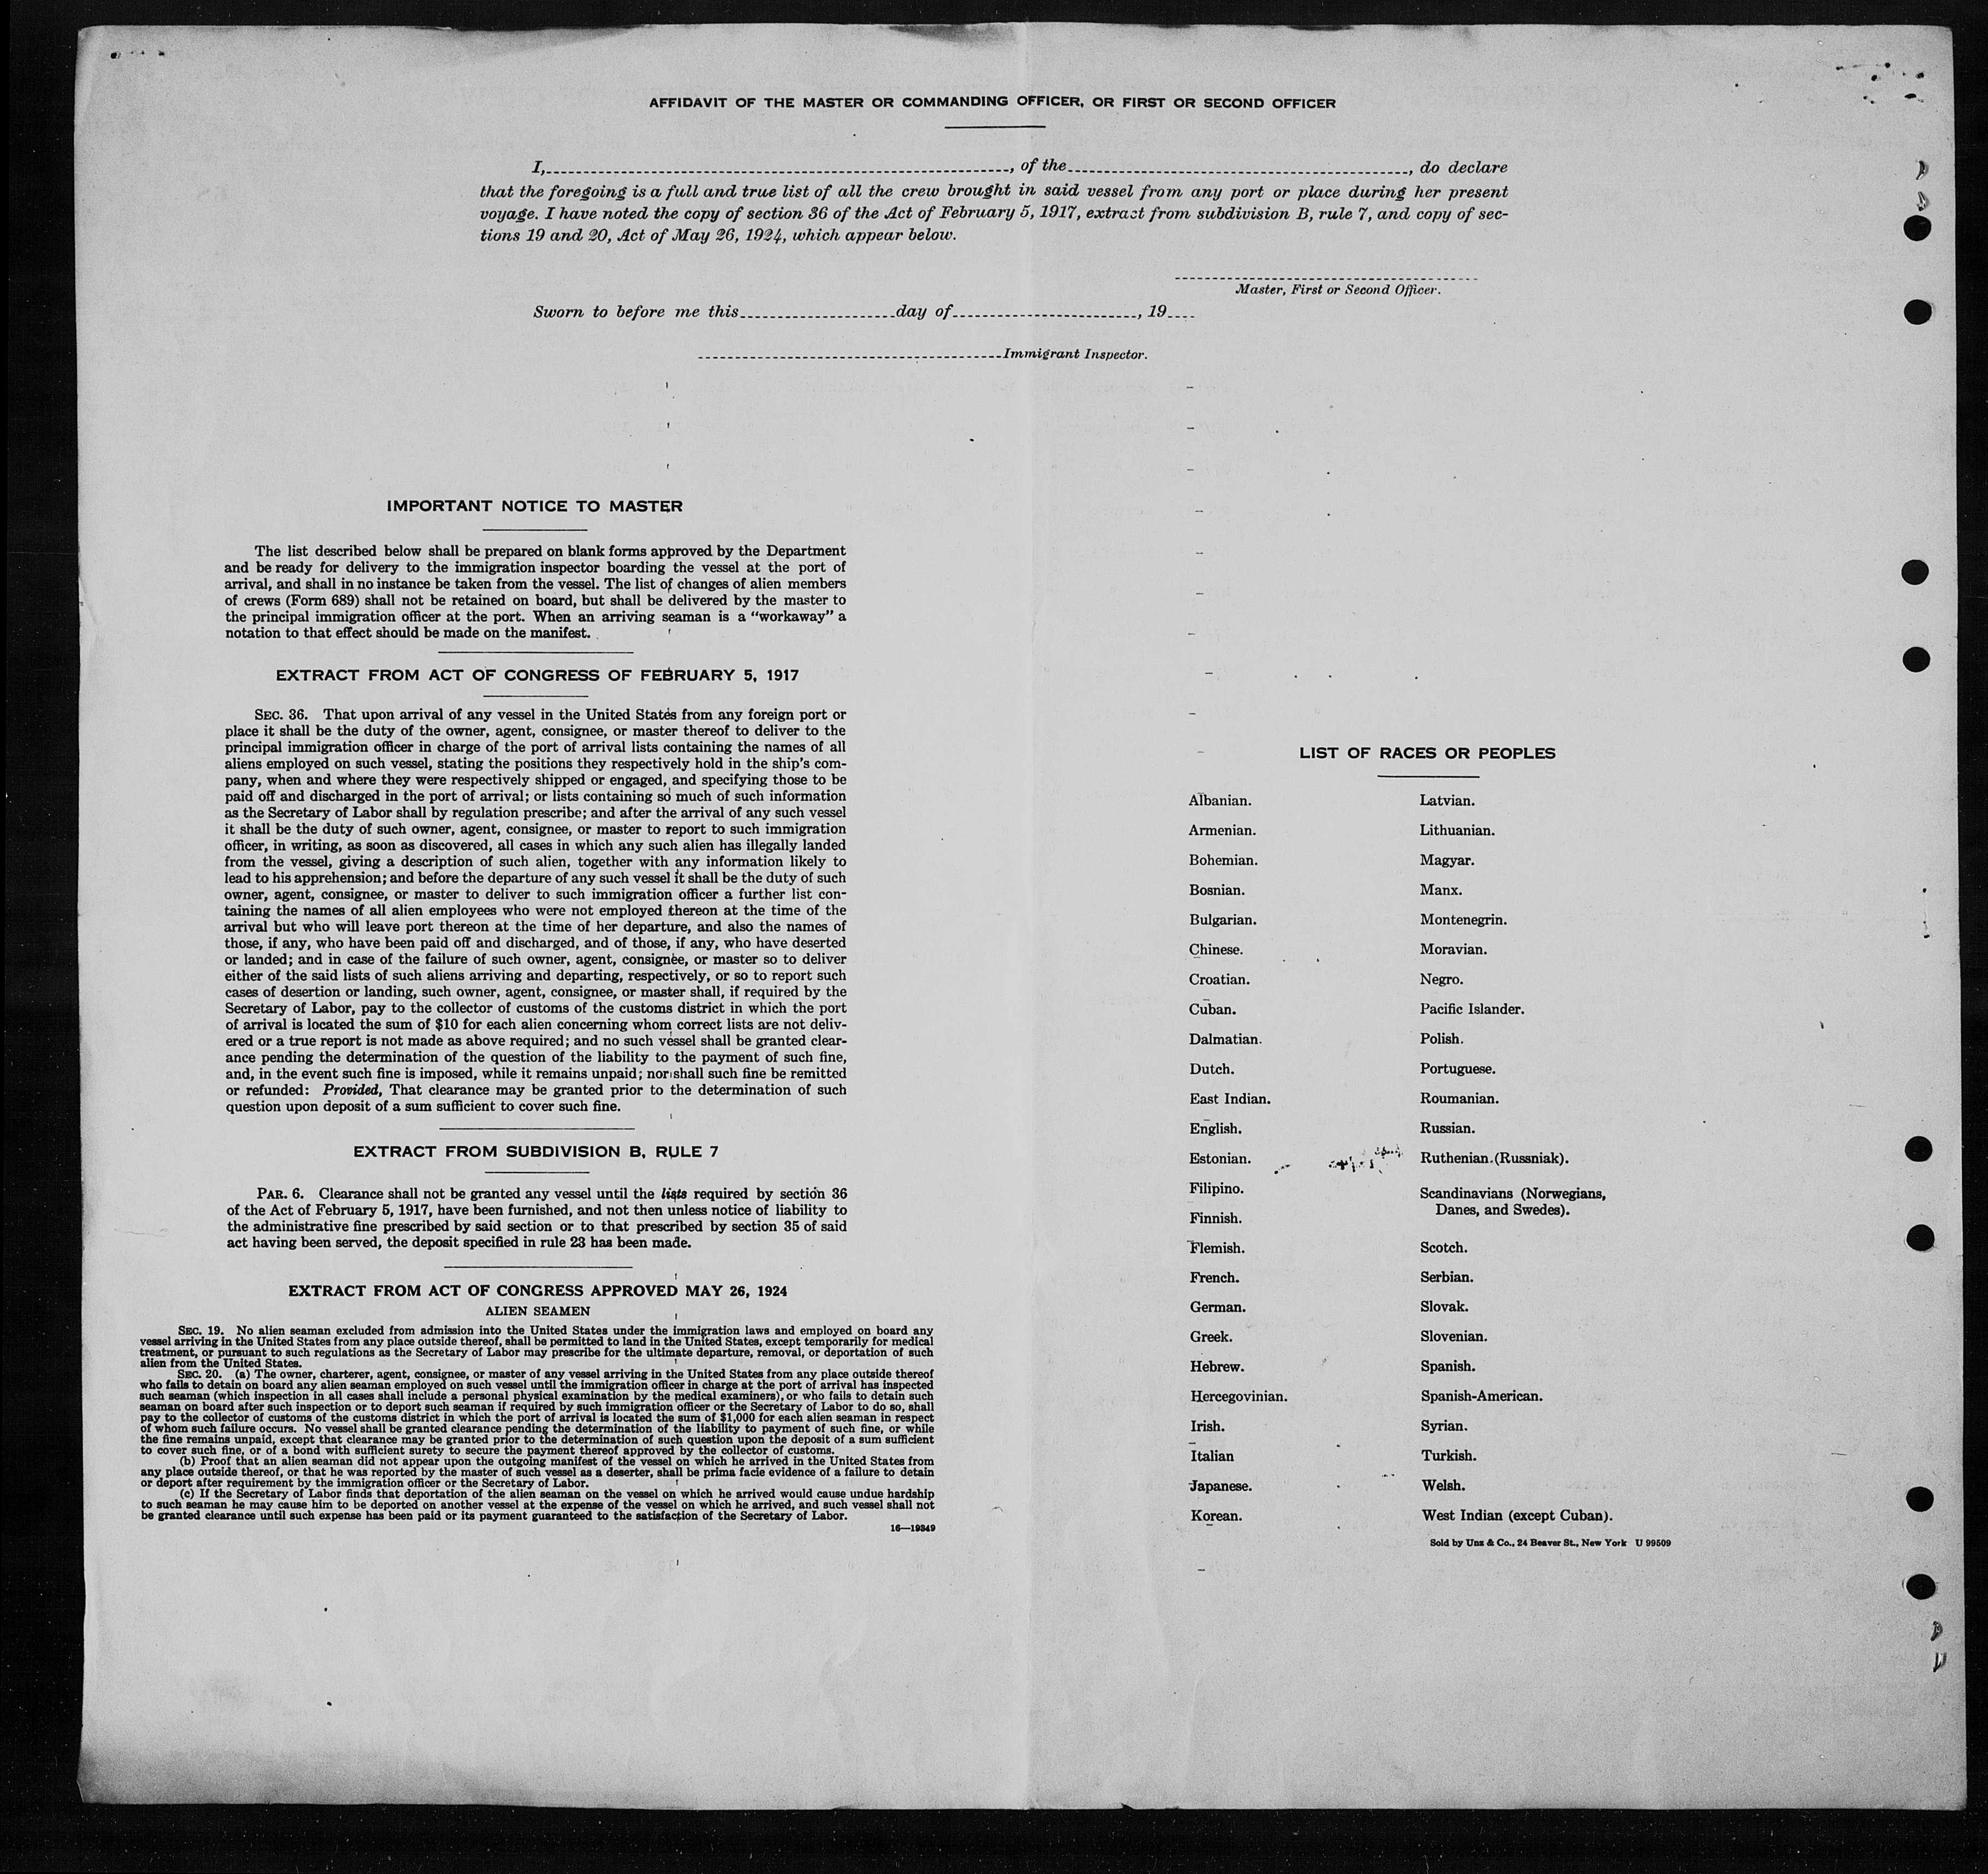 AFFIDAVIT OF THE MASTER OR COMMANDING OFFICER, OR FIRST OR SECOND OFFICER
I, , of the , do declare
that the foregoing is a full and true list of all the crew brought in said vessel from any port or place during her present
voyage. I have noted the copy of section 36 of the Act of February 5, 1917, extract from subdivision B, rule 7, and copy of sec-
tions 19 and 20, Act of May 26, 1924, which appear below.
Master, First or Second Officer.
Sworn to before me this day of , 19
Immigrant Inspector.
IMPORTANT NOTICE TO MASTER
The list described below shall be prepared on blank forms approved by the Department
and be ready for delivery to the immigration inspector boarding the vessel at the port of
arrival, and shall in no instance be taken from the vessel. The list of changes of alien members
of crews (Form 689) shall not be retained on board, but shall be delivered by the master to
the principal immigration officer at the port. When an arriving seaman is a "workaway" a
notation to that effect should be made on the manifest.
EXTRACT FROM ACT OF CONGRESS OF FEBRUARY 5, 1917
SEC. 36. That upon arrival of any vessel in the United States from any foreign port or
place it shall be the duty of the owner, agent, consignee, or master thereof to deliver to the
principal immigration officer in charge of the port of arrival lists containing the names of all
aliens employed on such vessel, stating the positions they respectively hold in the ship's com-
pany, when and where they were respectively shipped or engaged, and specifying those to be
paid off and discharged in the port of arrival; or lists containing so much of such information
as the Secretary of Labor shall by regulation prescribe; and after the arrival of any such vessel
it shall be the duty of such owner, agent, consignee, or master to report to such immigration
officer, in writing, as soon as discovered, all cases in which any such alien has illegally landed
from the vessel, giving a description of such alien, together with any information likely to
lead to his apprehension; and before the departure of any such vessel it shall be the duty of such
owner, agent, consignee, or master to deliver to such immigration officer a further list con-
taining the names of all alien employees who were not employed thereon at the time of the
arrival but who will leave port thereon at the time of her departure, and also the names of
those, if any, who have been paid off and discharged, and of those, if any, who have deserted
or landed; and in case of the failure of such owner, agent, consignee, or master so to deliver
either of the said lists of such aliens arriving and departing, respectively, or so to report such
cases of desertion or landing, such owner, agent, consignee, or master shall, if required by the
Secretary of Labor, pay to the collector of customs of the customs district in which the port
of arrival is located the sum of $10 for each alien concerning whom correct lists are not deliv-
ered or a true report is not made as above required; and no such vessel shall be granted clear-
ance pending the determination of the question of the liability to the payment of such fine,
and, in the event such fine is imposed, while it remains unpaid; nor shall such fine be remitted
or refunded: Provided, That clearance may be granted prior to the determination of such
question upon deposit of a sum sufficient to cover such fine.
EXTRACT FROM SUBDIVISION B, RULE 7
PAR. 6. Clearance shall not be granted any vessel until the lists required by section 36
of the Act of February 5, 1917, have been furnished, and not then unless notice of liability to
the administrative fine prescribed by said section or to that prescribed by section 35 of said
act having been served, the deposit specified in rule 23 has been made.
EXTRACT FROM ACT OF CONGRESS APPROVED MAY 26, 1924
ALIEN SEAMEN
SEC. 19. No alien seaman excluded from admission into the United States under the immigration laws and employed on board any
vessel arriving in the United States from any place outside thereof, shall be permitted to land in the United States, except temporarily for medical
treatment, or pursuant to such regulations as the Secretary of Labor may prescribe for the ultimate departure, removal, or deportation of such
alien from the United States.
SEC. 20. (a) The owner, charterer, agent, consignee, or master of any vessel arriving in the United States from any place outside thereof
who fails to detain on board any alien seaman employed on such vessel until the immigration officer in charge at the port of arrival has inspected
such seaman (which inspection in all cases shall include a personal physical examination by the medical examiners), or who fails to detain such
seaman on board after such inspection or to deport such seaman if required by such immigration officer or the Secretary of Labor to do so, shall
pay to the collector of customs of the customs district in which the port of arrival is located the sum of $1,000 for each alien seaman in respect
of whom such failure occurs. No vessel shall be granted clearance pending the determination of the liability to payment of such fine, or while
the fine remains unpaid, except that clearance may be granted prior to the determination of such question upon the deposit of a sum sufficient
to cover such fine, or of a bond with sufficient surety to secure the payment thereof approved by the collector of customs.
(b) Proof that an alien seaman did not appear upon the outgoing manifest of the vessel on which he arrived in the United States from
any place outside thereof, or that he was reported by the master of such vessel as a deserter, shall be prima facie evidence of a failure to detain
or deport after requirement by the immigration officer or the Secretary of Labor.
(c) If the Secretary of Labor finds that deportation of the alien seaman on the vessel on which he arrived would cause undue hardship
to such seaman he may cause him to be deported on another vessel at the expense of the vessel on which he arrived, and such vessel shall not
be granted clearance until such expense has been paid or its payment guaranteed to the satisfaction of the Secretary of Labor.
16—19349
LIST OF RACES OR PEOPLES
Albanian.
Armenian.
Bohemian.
Bosnian.
Bulgarian.
Chinese.
Croatian.
Cuban.
Dalmatian.
Dutch.
East Indian.
English.
Estonian.
Filipino.
Finnish.
Flemish.
French.
German.
Greek.
Hebrew.
Hercegovinian.
Irish.
Italian
Japanese.
Korean.
Latvian.
Lithuanian.
Magyar.
Manx.
Montenegrin.
Moravian.
Negro.
Pacific Islander.
Polish.
Portuguese.
Roumanian.
Russian.
Ruthenian (Russniak).
Scandinavians (Norwegians,
Danes, and Swedes).
Scotch.
Serbian.
Slovak.
Slovenian.
Spanish.
Spanish-American.
Syrian.
Turkish.
Welsh.
West Indian (except Cuban).
Sold by Unz & Co., 24 Beaver St., New York U 99509